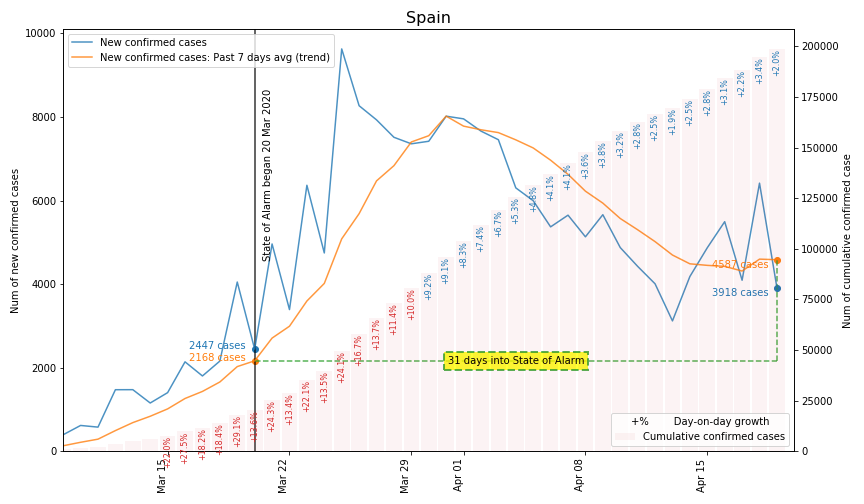 Spain
New confirmed cases
New confirmed cases: Past 7 days avg (trend)
10000
8000
6000
4000
2000
0
Num of new confirmed cases
200000
175000
150000
125000
100000
75000
50000
25000
0
Num of cumulative confirmed case
State of Alarm began 20 Mar 2020
2447 cases
2168 cases
4587 cases
3918 cases
31 days into State of Alarm
+22.0%
+27.5%
+18.2%
+18.4%
+29.1%
+13.6%
+24.3%
+13.4%
+22.1%
+13.5%
+24.1%
+16.7%
+13.7%
+11.4%
+10.0%
+9.2%
+9.1%
+8.3%
+7.4%
+6.7%
+5.3%
+4.8%
+4.1%
+4.1%
+3.6%
+3.8%
+3.2%
+2.8%
+2.5%
+1.9%
+2.5%
+2.8%
+3.1%
+2.2%
+3.4%
+2.0%
+% Day-on-day growth
Cumulative confirmed cases
Mar 15
Mar 22
Mar 29
Apr 01
Apr 08
Apr 15